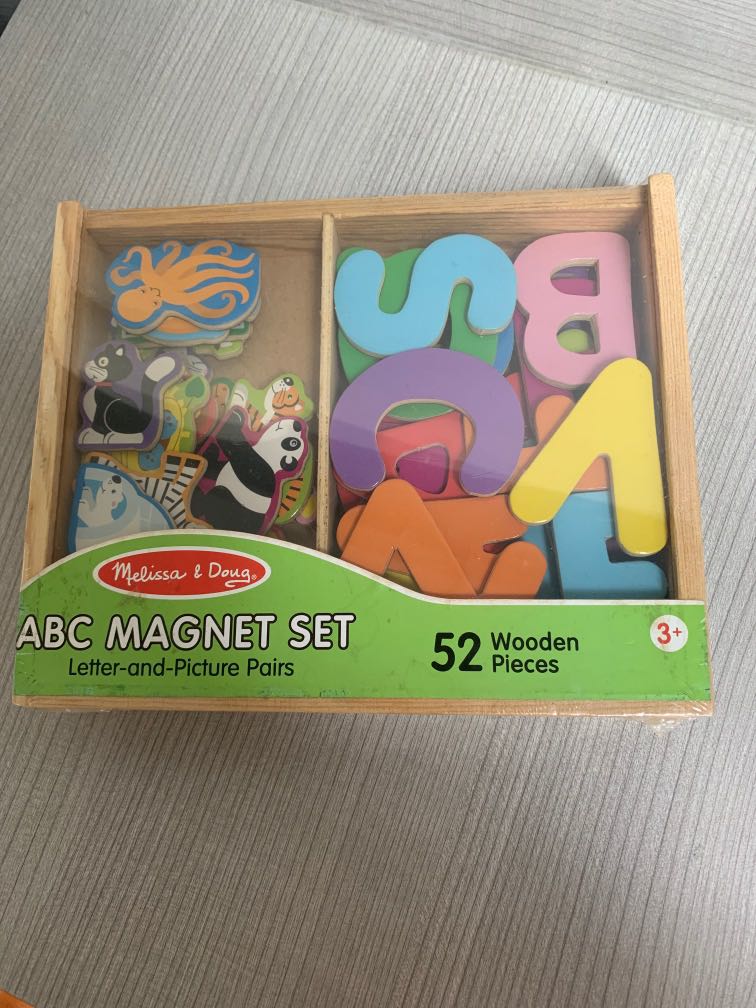 Melissa & Doug®
ABC MAGNET SET
Letter-and-Picture Pairs
52 Wooden
Pieces
3+
S
B